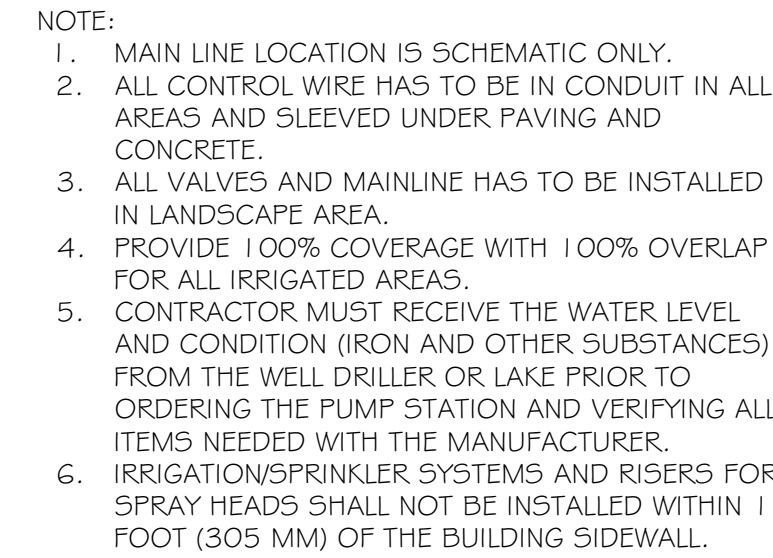 NOTE:
1. MAIN LINE LOCATION IS SCHEMATIC ONLY.
2. ALL CONTROL WIRE HAS TO BE IN CONDUIT IN ALL
AREAS AND SLEEVED UNDER PAVING AND
CONCRETE.
3. ALL VALVES AND MAINLINE HAS TO BE INSTALLED
IN LANDSCAPE AREA.
4. PROVIDE 100% COVERAGE WITH 100% OVERLAP
FOR ALL IRRIGATED AREAS.
5. CONTRACTOR MUST RECEIVE THE WATER LEVEL
AND CONDITION (IRON AND OTHER SUBSTANCES)
FROM THE WELL DRILLER OR LAKE PRIOR TO
ORDERING THE PUMP STATION AND VERIFYING ALL
ITEMS NEEDED WITH THE MANUFACTURER.
6. IRRIGATION/SPRINKLER SYSTEMS AND RISERS FOR
SPRAY HEADS SHALL NOT BE INSTALLED WITHIN 1
FOOT (305 MM) OF THE BUILDING SIDEWALL.